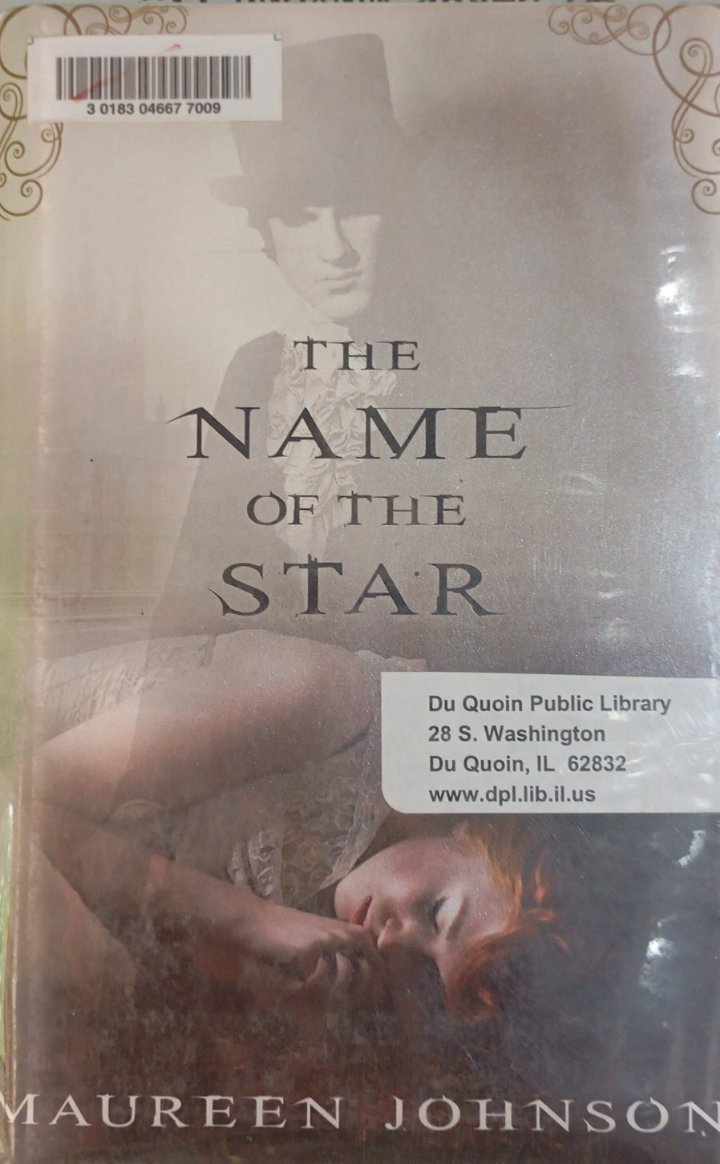 3 0183 04667 7009
THE
NAME
OF THE
STAR
Du Quoin Public Library
28 S. Washington
Du Quoin, IL 62832
www.dpl.lib.il.us
MAUREEN JOHNSON